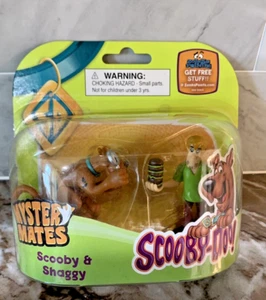 WARNING:
CHOKING HAZARD - Small parts
Not for children under 3 yrs.
GET FREE
STUFF!
MYSTERY
MATES
Scooby &
Shaggy
SCOOBY-DOO